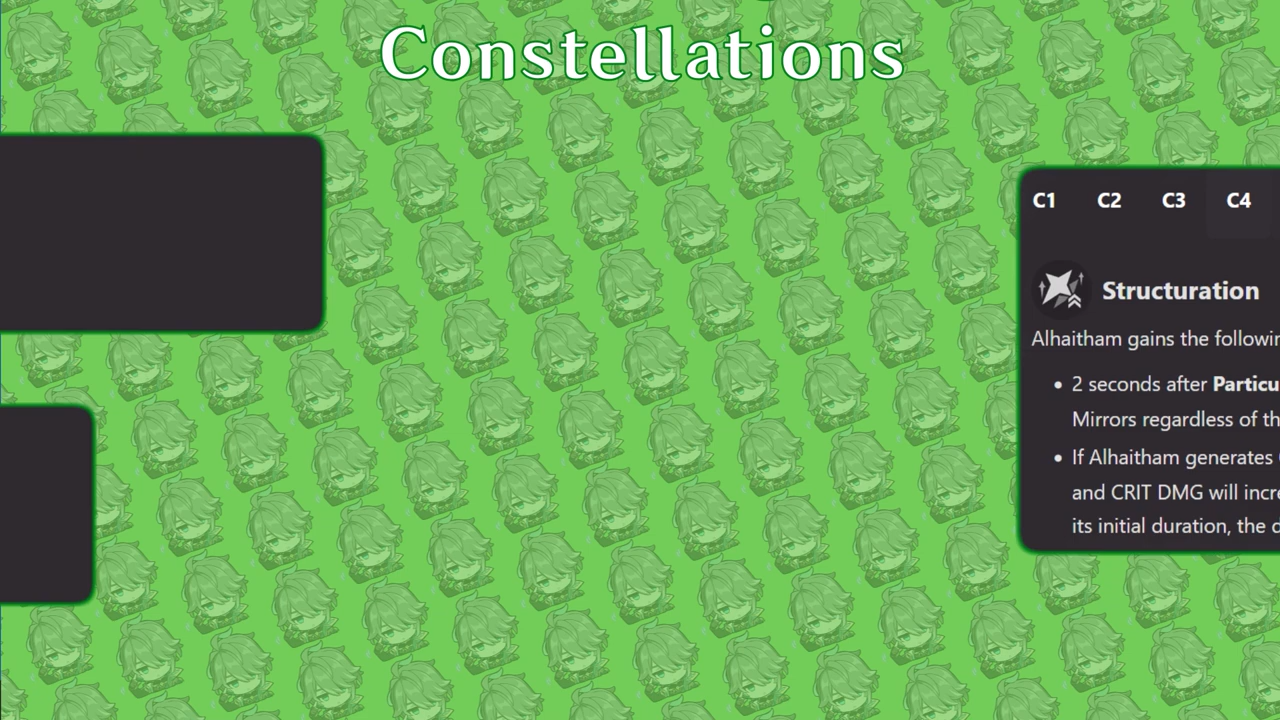 Constellations
C1 C2 C3 C4
Structuration
Alhaitham gains the followin
2 seconds after Particu
Mirrors regardless of th
If Alhaitham generates
and CRIT DMG will incre
its initial duration, the